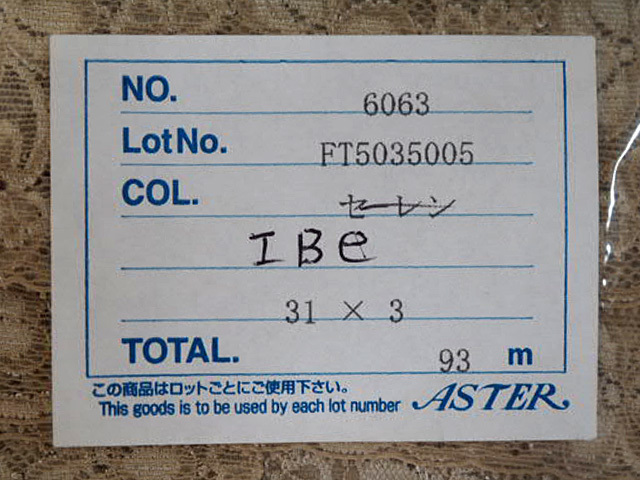 NO. 6063
LotNo. FT5035005
COL. セーレン
IBe
31 × 3
TOTAL. 93 m
この商品はロットごとにご使用下さい。
This goods is to be used by each lot number
ASTER